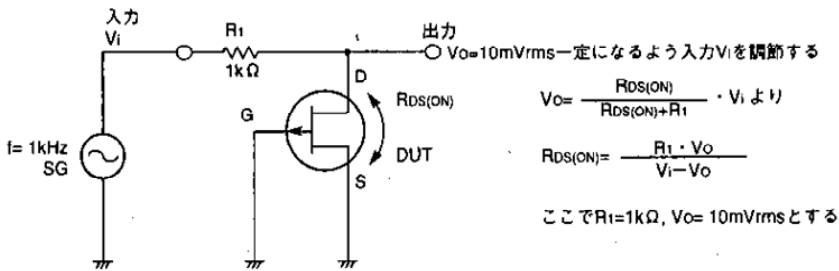 入力
Vi
R1
1kΩ
出力
Vo=10mVrms一定になるよう入力Viを調節する
D
RDS(ON)
G
DUT
S
f= 1kHz
SG
Vo= RDS(ON) / RDS(ON)+R1 ・Vi より
RDS(ON)= R1・Vo / Vi−Vo
ここでR1=1kΩ, Vo= 10mVrmsとする